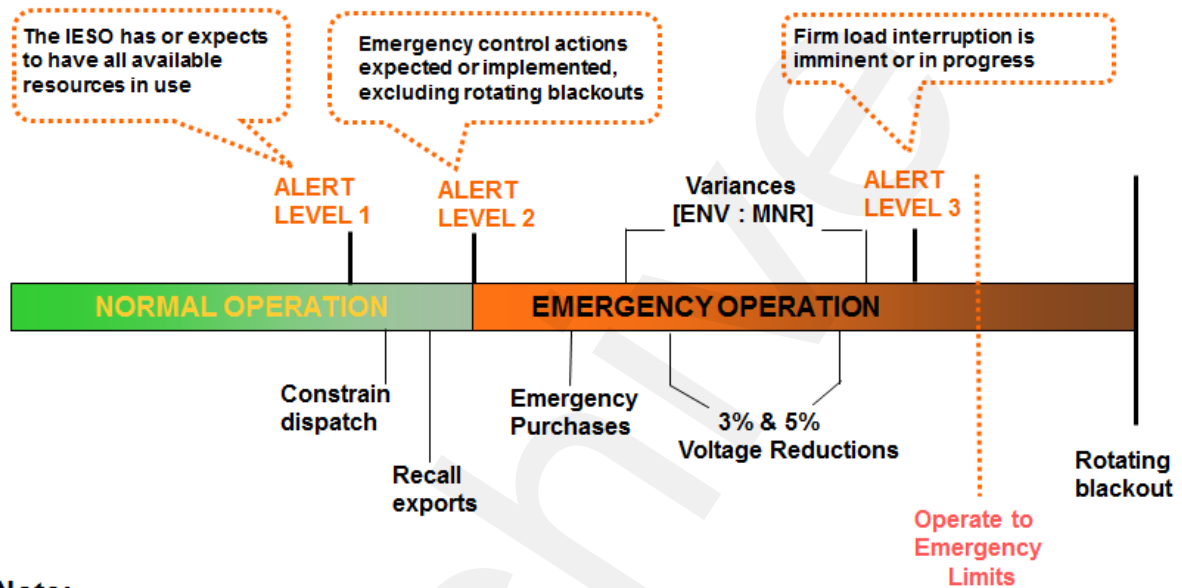 The IESO has or expects
to have all available
resources in use
Emergency control actions
expected or implemented,
excluding rotating blackouts
Firm load interruption is
imminent or in progress
ALERT
LEVEL 1
ALERT
LEVEL 2
Variances
[ENV : MNR]
ALERT
LEVEL 3
NORMAL OPERATION
EMERGENCY OPERATION
Constrain
dispatch
Recall
exports
Emergency
Purchases
3% & 5%
Voltage Reductions
Operate to
Emergency
Limits
Rotating
blackout